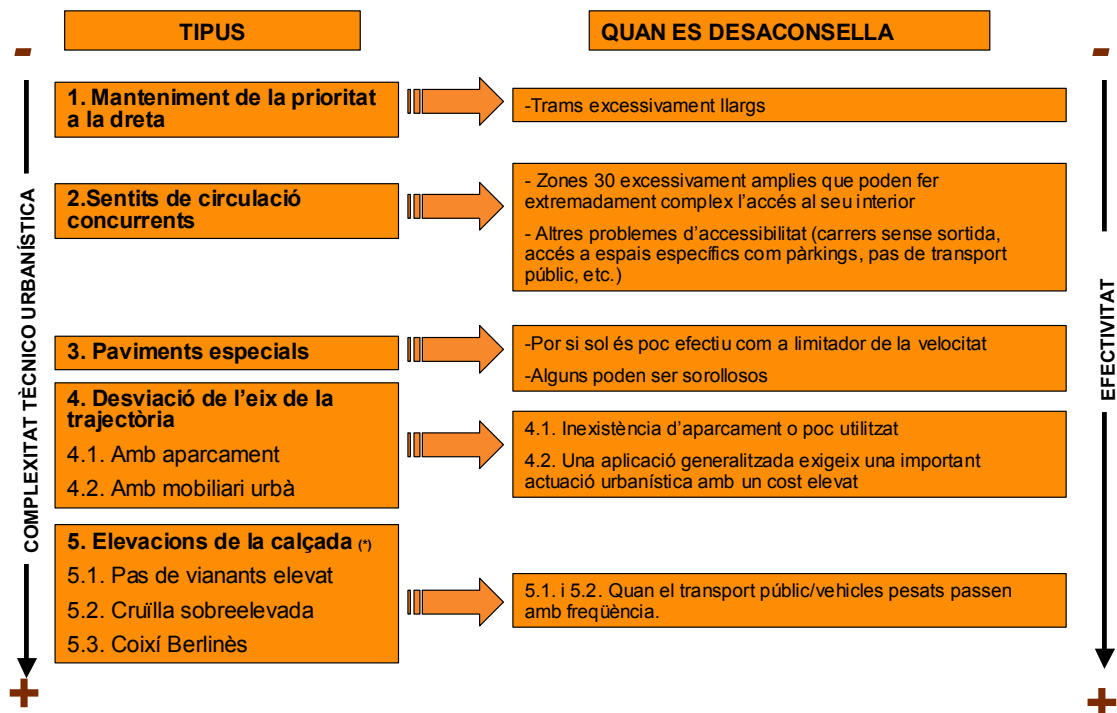 TIPUS
QUAN ES DESACONSELLA
-
-
1. Manteniment de la prioritat
a la dreta
-Trams excessivament llargs
2.Sentits de circulació
concurrents
- Zones 30 excessivament amplies que poden fer
extremadament complex l’accés al seu interior
- Altres problemes d’accessibilitat (carrers sense sortida,
accés a espais específics com pàrkings, pas de transport
públic, etc.)
3. Paviments especials
-Por si sol és poc efectiu com a limitador de la velocitat
-Alguns poden ser sorollosos
4. Desviació de l’eix de la
trajectòria
4.1. Amb aparcament
4.2. Amb mobiliari urbà
4.1. Inexistència d’aparcament o poc utilitzat
4.2. Una aplicació generalitzada exigeix una important
actuació urbanística amb un cost elevat
5. Elevacions de la calçada (*)
5.1. Pas de vianants elevat
5.2. Cruïlla sobreelevada
5.3. Coixí Berlinès
5.1. i 5.2. Quan el transport públic/vehicles pesats passen
amb freqüència.
COMPLEXITAT TÈCNICO URBANÍSTICA
EFECTIVITAT
+
+